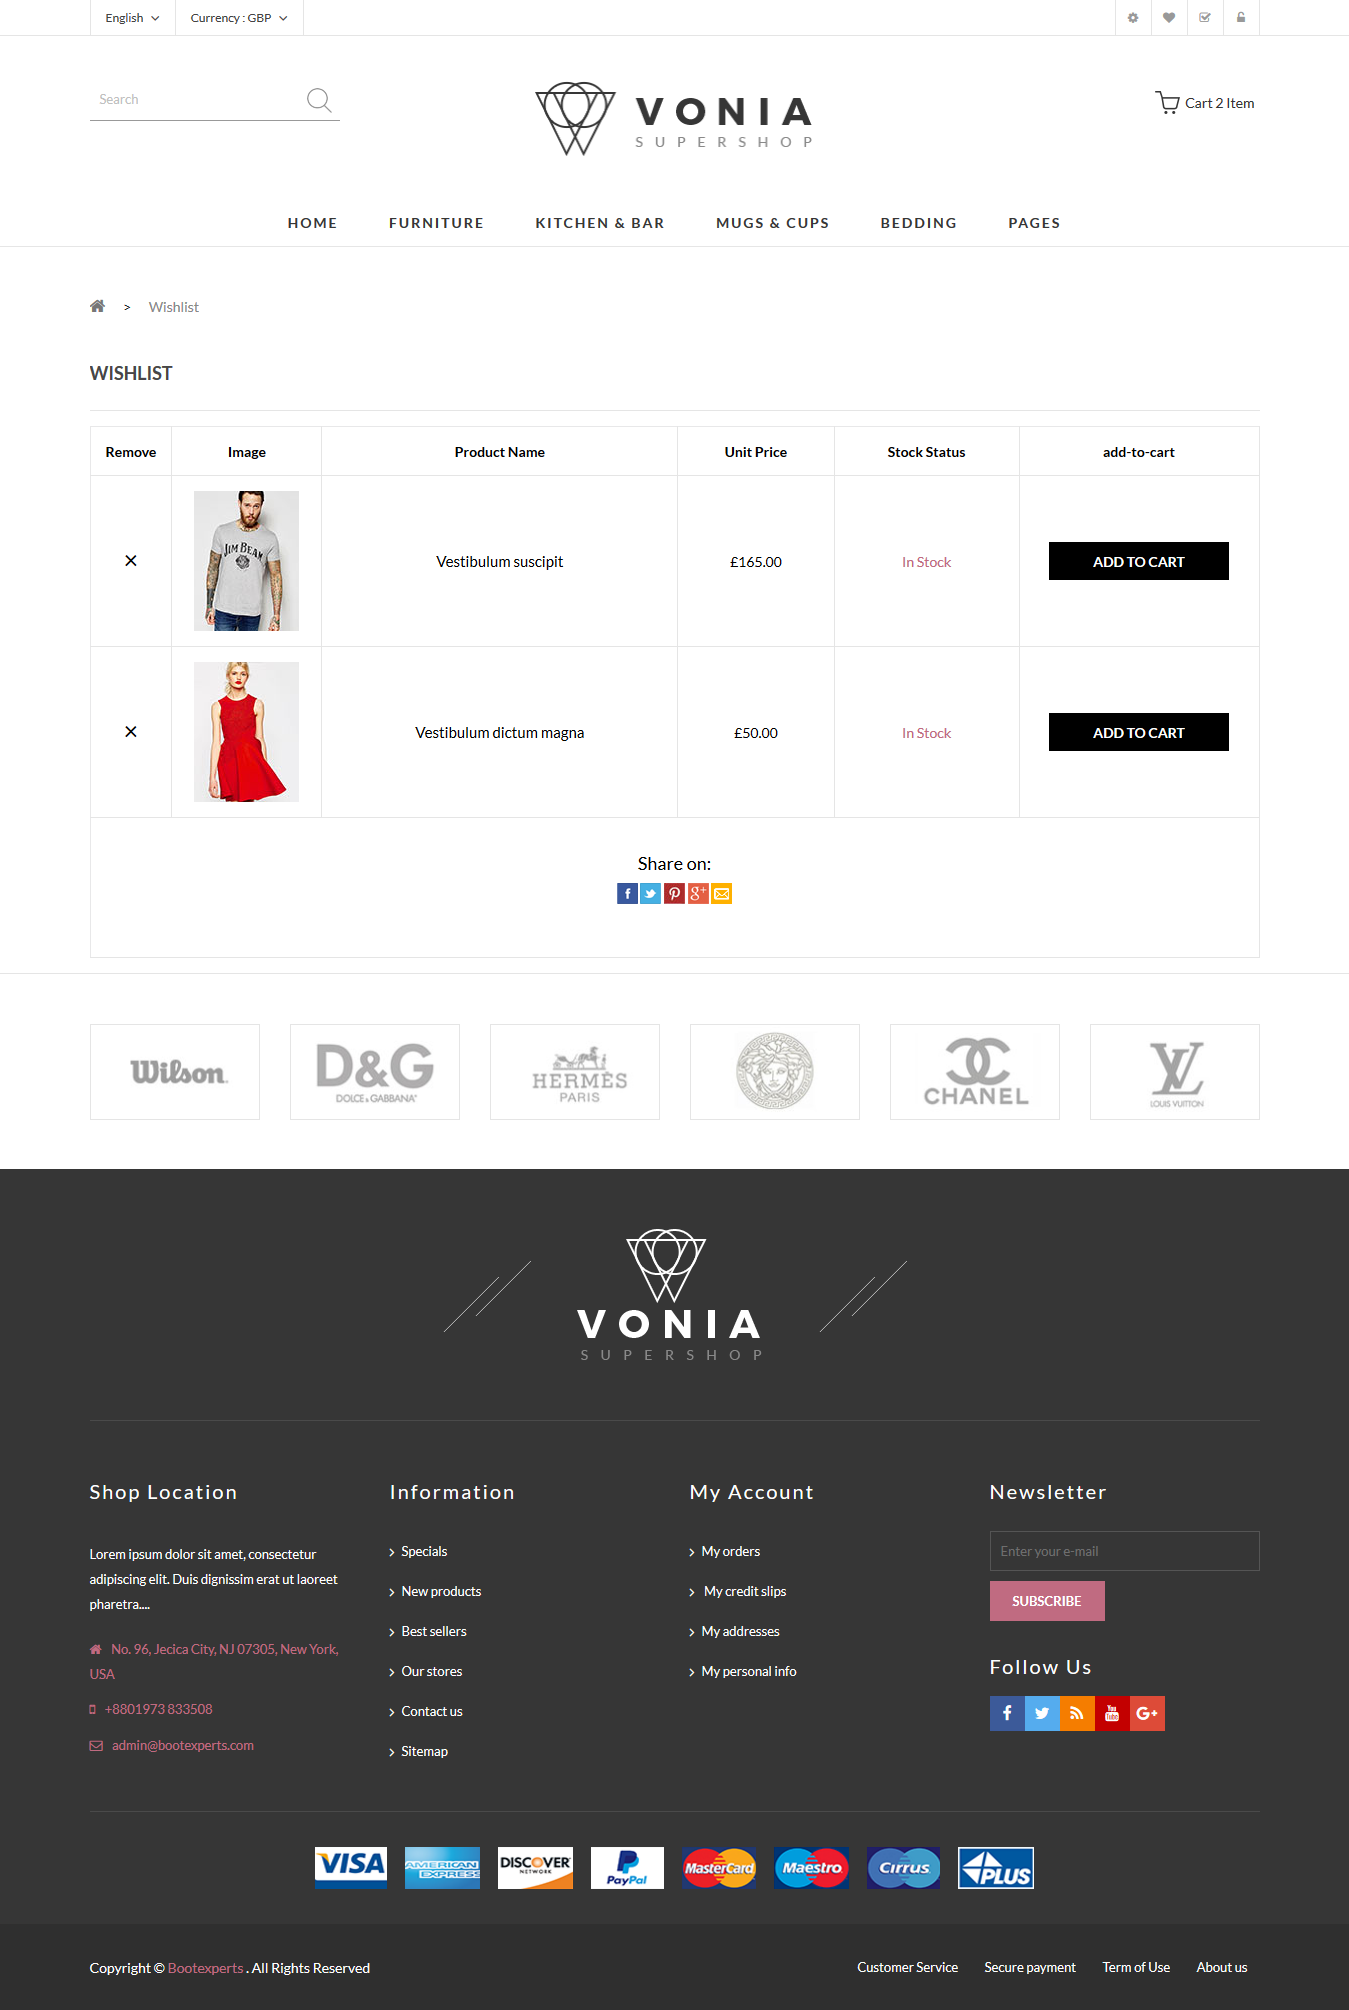 English
Currency : GBP
Search
VONIA
SUPERSHOP
Cart 2 Item
HOME
FURNITURE
KITCHEN & BAR
MUGS & CUPS
BEDDING
PAGES
> Wishlist
WISHLIST
Remove
Image
Product Name
Unit Price
Stock Status
add-to-cart
JIM BEAM
Vestibulum suscipit
£165.00
In Stock
ADD TO CART
Vestibulum dictum magna
£50.00
In Stock
ADD TO CART
Share on:
Wilson
D&G
DOLCE & GABBANA
HERMÈS
PARIS
CHANEL
LV
LOUIS VUITTON
VONIA
SUPERSHOP
Shop Location
Lorem ipsum dolor sit amet, consectetur
adipiscing elit. Duis dignissim erat ut laoreet
pharetra....
No. 96, Jecica City, NJ 07305, New York,
USA
+8801973 833508
admin@bootexperts.com
Information
Specials
New products
Best sellers
Our stores
Contact us
Sitemap
My Account
My orders
My credit slips
My addresses
My personal info
Newsletter
Enter your e-mail
SUBSCRIBE
Follow Us
You
Tube
G+
VISA
AMERICAN
EXPRESS
DISCOVER
NETWORK
PayPal
MasterCard
Maestro
Cirrus
PLUS
Copyright © Bootexperts . All Rights Reserved
Customer Service
Secure payment
Term of Use
About us